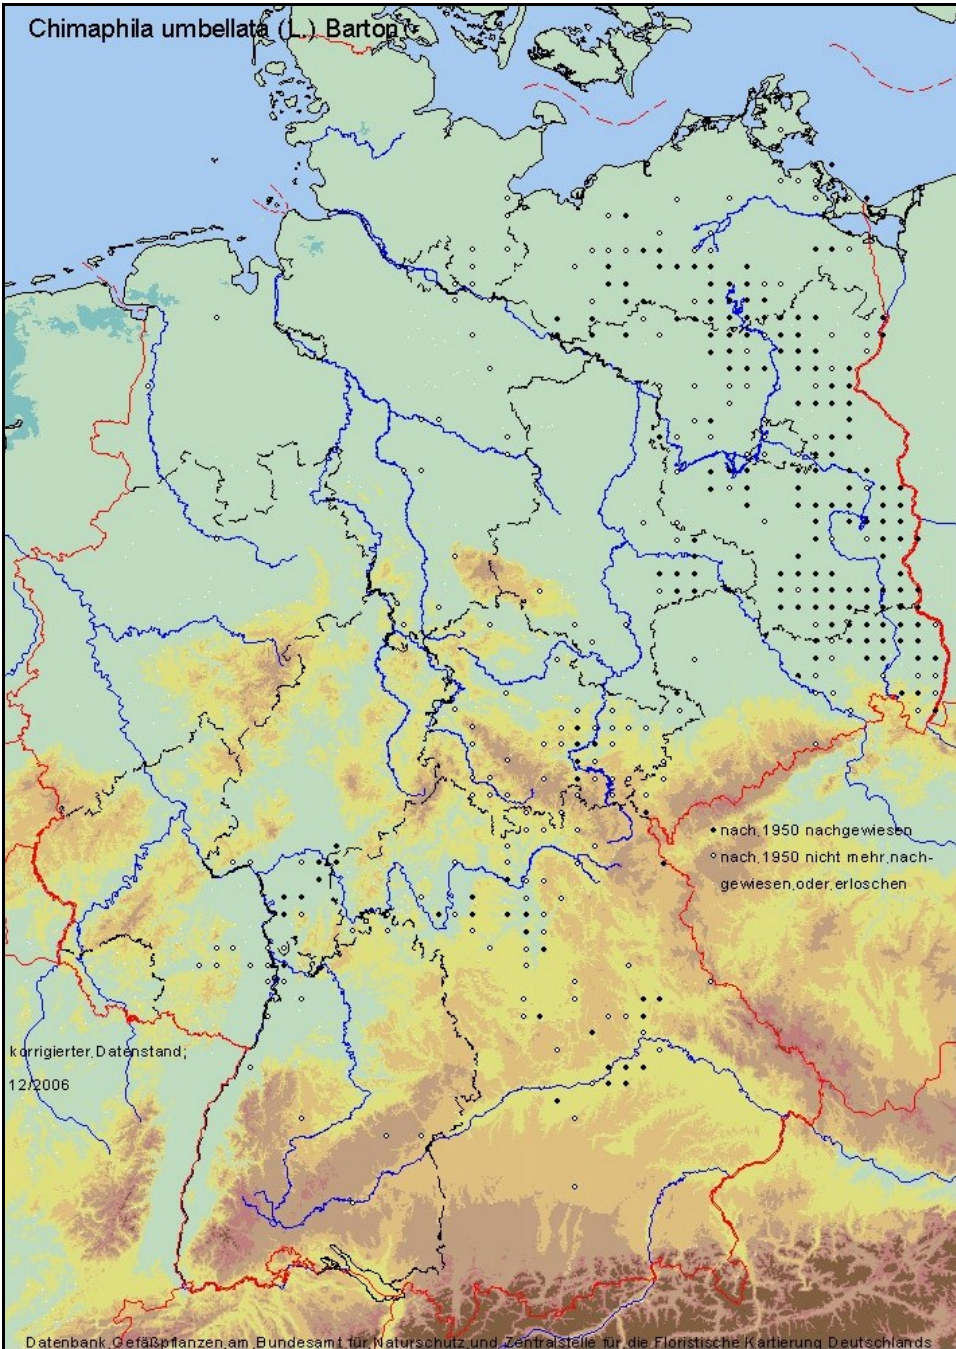 Chimaphila umbellata (L.) Barton
nach 1950 nachgewiesen
nach 1950 nicht mehr nach-
gewiesen oder erloschen
korrigierter Datenstand;
12/2006
Datenbank Gefäßpflanzen am Bundesamt für Naturschutz und Zentralstelle für die Floristische Kartierung Deutschlands